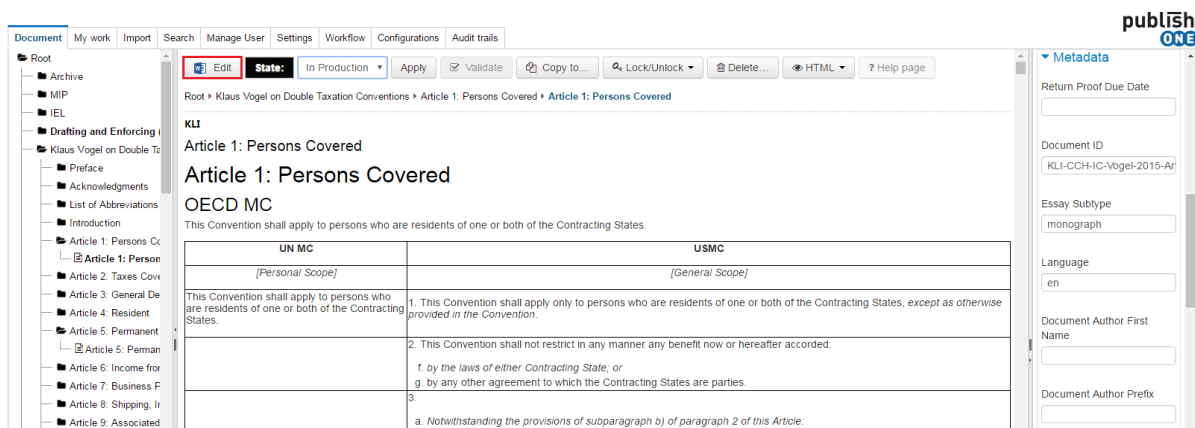 publish
ONE
Document My work Import Search Manage User Settings Workflow Configurations Audit trails
Root
Archive
MIP
IEL
Drafting and Enforcing
Klaus Vogel on Double Ta
Preface
Acknowledgments
List of Abbreviations
Introduction
Article 1: Persons Co
Article 1: Person
Article 2: Taxes Cove
Article 3: General De
Article 4: Resident
Article 5: Permanent
Article 5: Perman
Article 6: Income from
Article 7: Business P
Article 8: Shipping, In
Article 9: Associated
Edit State: In Production Apply Validate Copy to... Lock/Unlock Delete... HTML ? Help page
Root Klaus Vogel on Double Taxation Conventions Article 1: Persons Covered Article 1: Persons Covered
KLI
Article 1: Persons Covered
Article 1: Persons Covered
OECD MC
This Convention shall apply to persons who are residents of one or both of the Contracting States.
UN MC USMC
[Personal Scope] [General Scope]
This Convention shall apply to persons who
are residents of one or both of the Contracting
States.
1. This Convention shall apply only to persons who are residents of one or both of the Contracting States, except as otherwise
provided in the Convention.
2. This Convention shall not restrict in any manner any benefit now or hereafter accorded:
f. by the laws of either Contracting State; or
g. by any other agreement to which the Contracting States are parties.
3.
a. Notwithstanding the provisions of subparagraph b) of paragraph 2 of this Article:
Metadata
Return Proof Due Date
Document ID
KLI-CCH-IC-Vogel-2015-Ar
Essay Subtype
monograph
Language
en
Document Author First
Name
Document Author Prefix